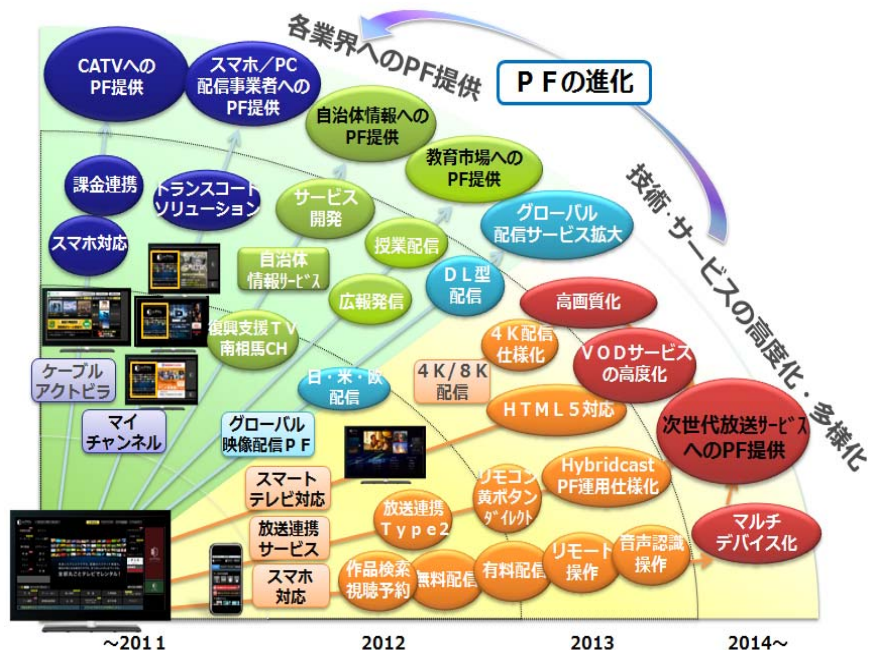 各業界へのPF提供
PFの進化
技術・サービスの高度化・多様化
CATVへの
PF提供
スマホ／PC
配信事業者への
PF提供
自治体情報への
PF提供
教育市場への
PF提供
課金連携
トランスコード
ソリューション
サービス
開発
グローバル
配信サービス拡大
スマホ対応
授業配信
自治体
情報サービス
DL型
配信
広報発信
高画質化
復興支援TV
南相馬CH
4K配信
仕様化
VODサービス
の高度化
ケーブル
アクトビラ
日・米・欧
配信
4K/8K
配信
マイ
チャンネル
グローバル
映像配信PF
HTML5対応
次世代放送サービス
へのPF提供
スマート
テレビ対応
リモコン
黄ボタン
ダイレクト
Hybridcast
PF運用仕様化
放送連携
サービス
放送連携
Type2
マルチ
デバイス化
スマホ
対応
作品検索
視聴予約
無料配信
有料配信
リモート
操作
音声認識
操作
～2011
2012
2013
2014～